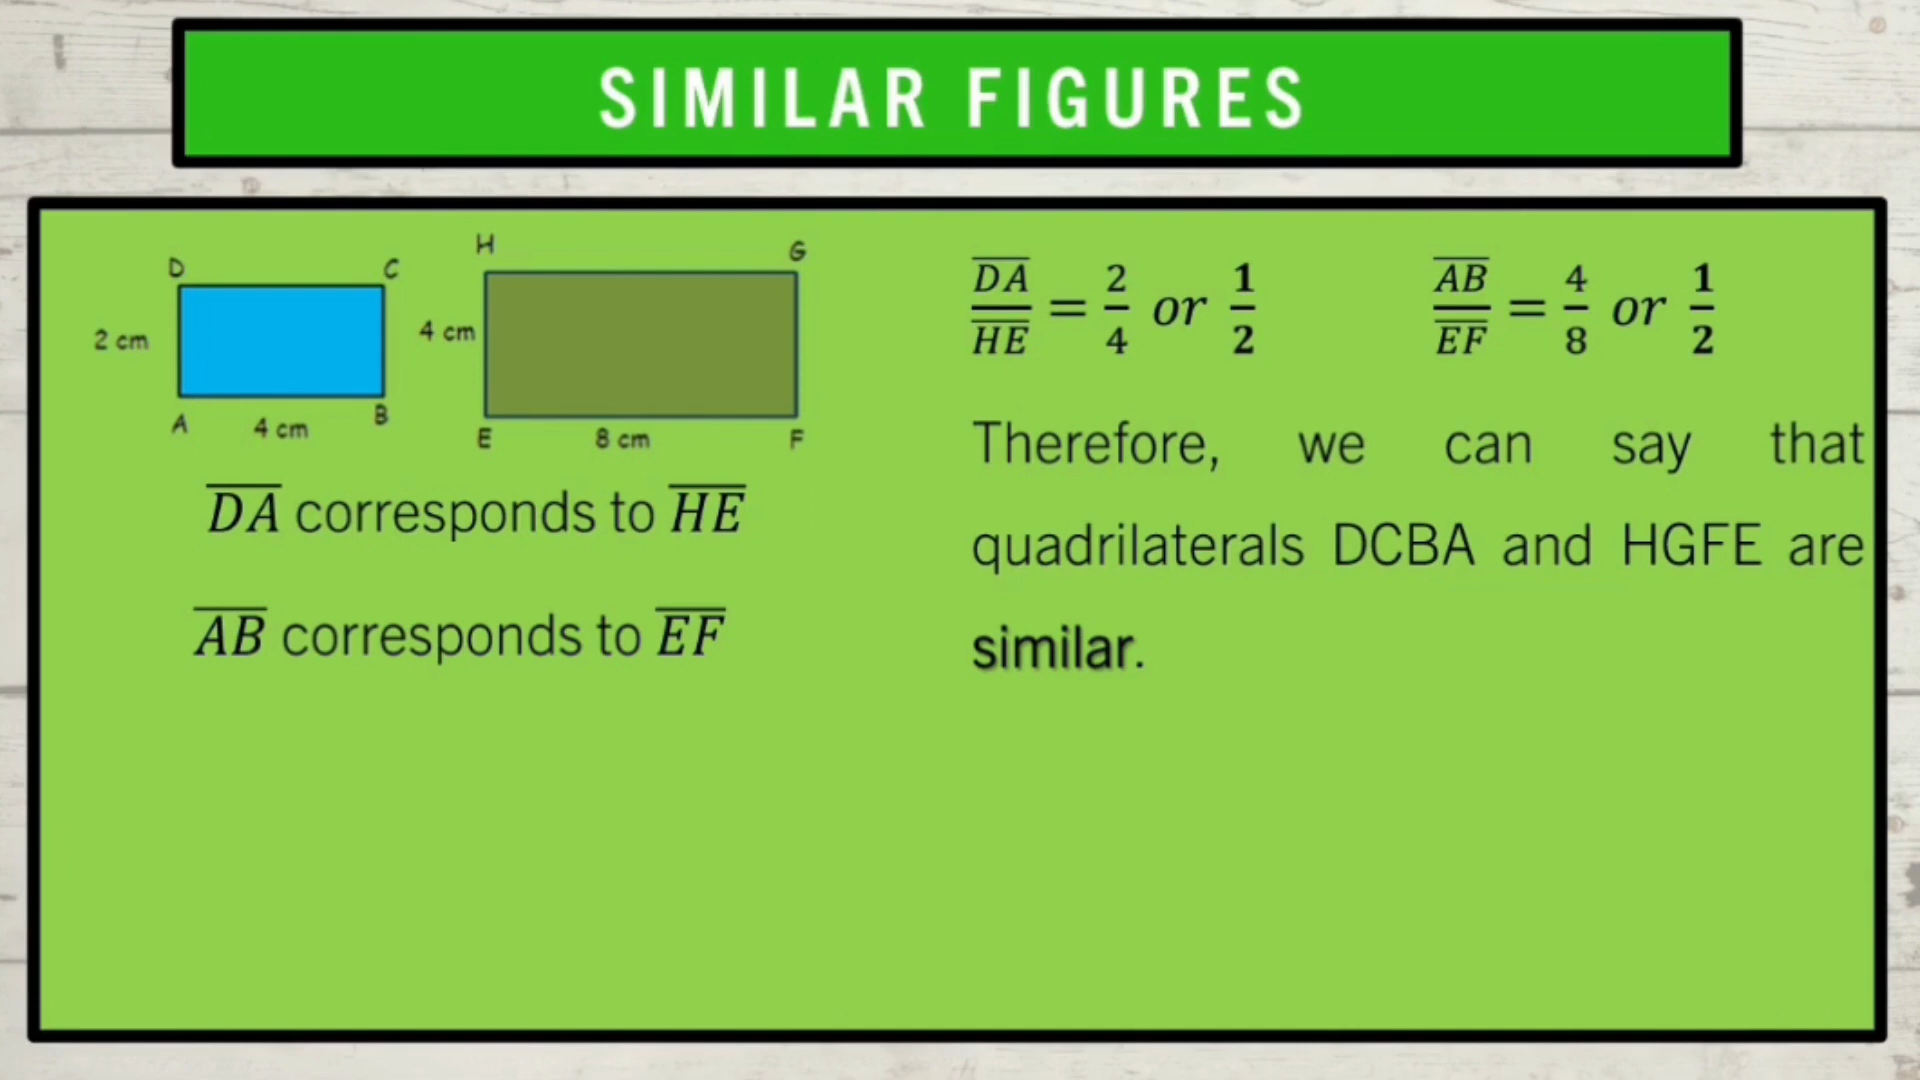 SIMILAR FIGURES
D C
2 cm
A 4 cm B
H G
4 cm
E 8 cm F
DA corresponds to HE
AB corresponds to EF
DA/HE = 2/4 or 1/2
AB/EF = 4/8 or 1/2
Therefore, we can say that
quadrilaterals DCBA and HGFE are
similar.